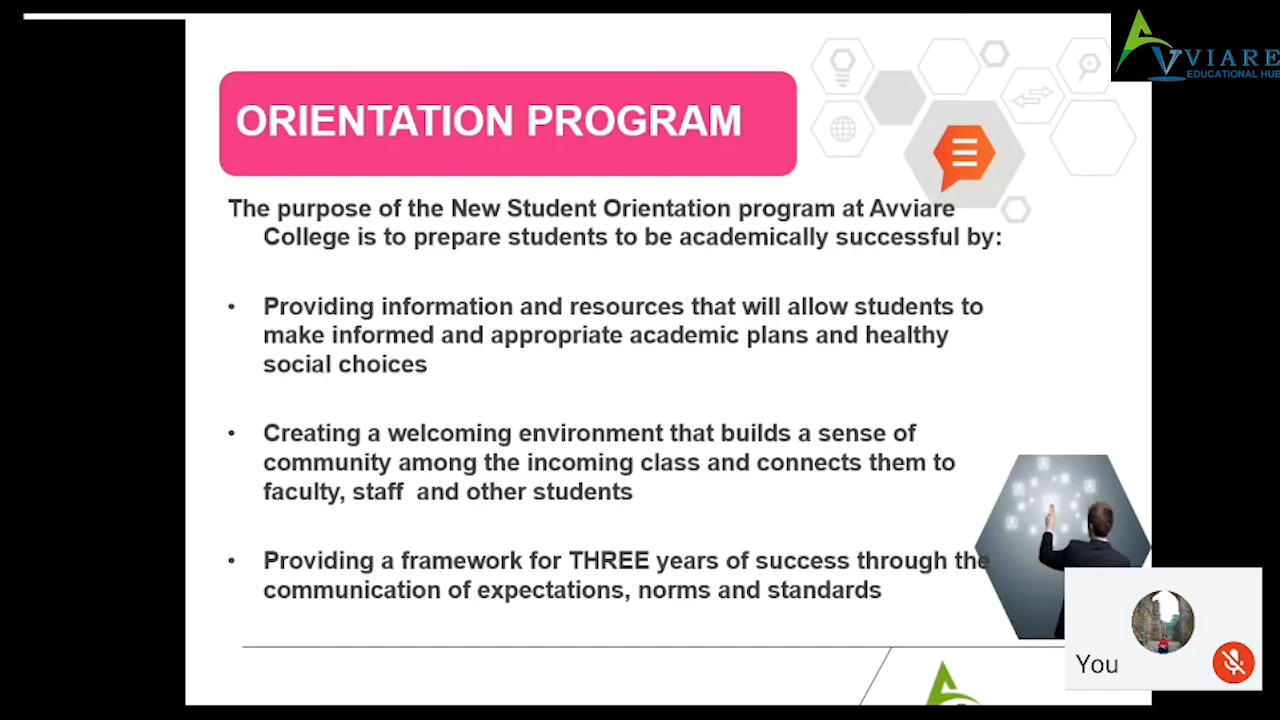 AVVIARE
EDUCATIONAL HUB
ORIENTATION PROGRAM
The purpose of the New Student Orientation program at Avviare
College is to prepare students to be academically successful by:
• Providing information and resources that will allow students to
make informed and appropriate academic plans and healthy
social choices
• Creating a welcoming environment that builds a sense of
community among the incoming class and connects them to
faculty, staff and other students
• Providing a framework for THREE years of success through the
communication of expectations, norms and standards
You